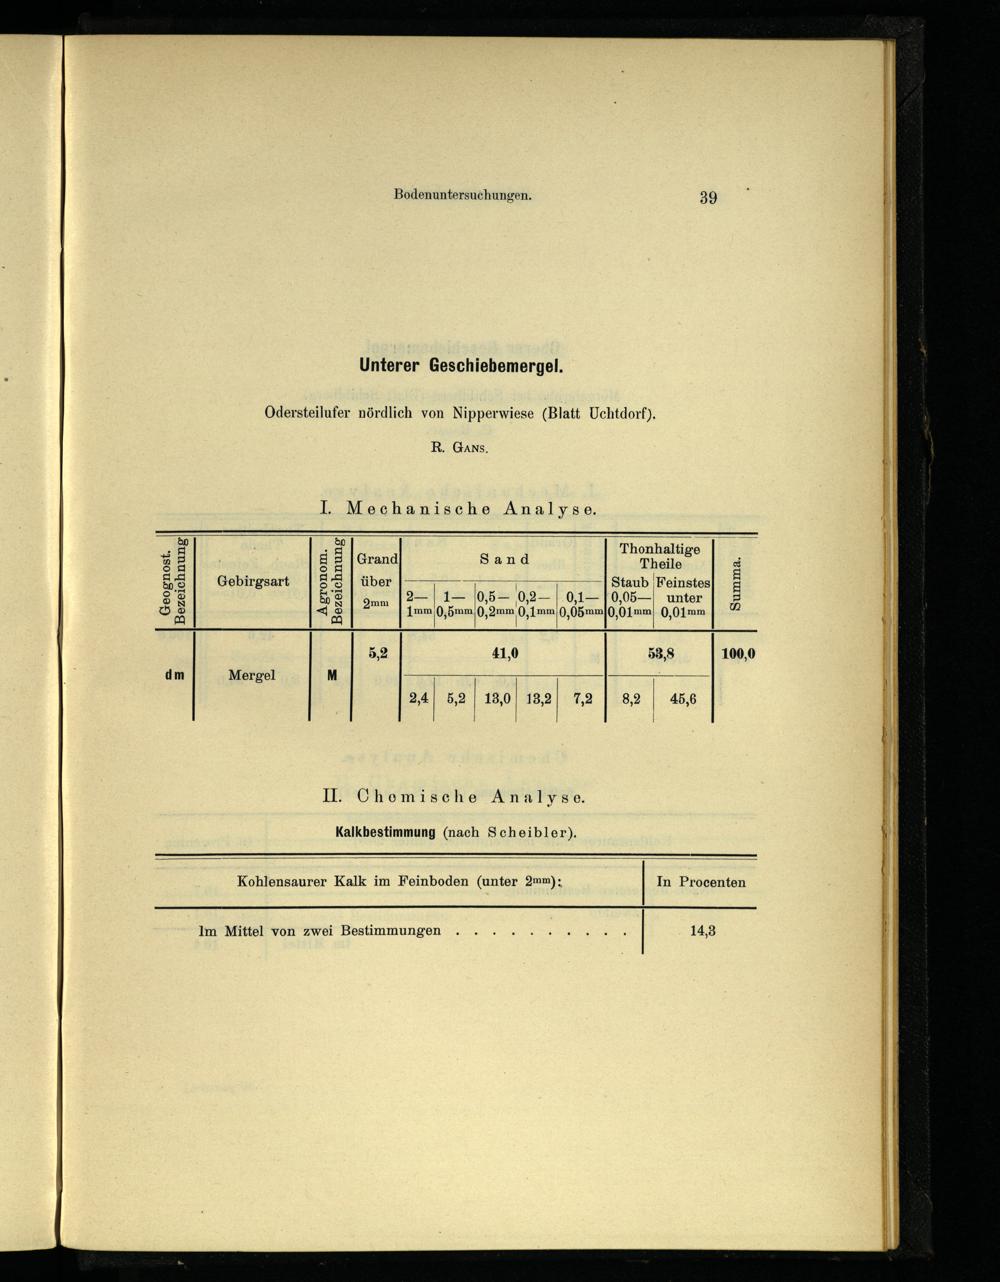 Bodenuntersuchungen. 39
Unterer Geschiebemergel.
Odersteilufer nördlich von Nipperwiese (Blatt Uchtdorf).
R. GANS.
I. Mechanische Analyse.
Geognost. Bezeichnung | Gebirgsart | Agronom. Bezeichnung | Grand über 2mm | Sand | Thonhaltige Theile | Summa.
2—1mm | 1—0,5mm | 0,5—0,2mm | 0,2—0,1mm | 0,1—0,05mm | Staub 0,05—0,01mm | Feinstes unter 0,01mm
dm | Mergel | M | 5,2 | 41,0 | 53,8 | 100,0
2,4 | 5,2 | 13,0 | 13,2 | 7,2 | 8,2 | 45,6
II. Chemische Analyse.
Kalkbestimmung (nach Scheibler).
Kohlensaurer Kalk im Feinboden (unter 2mm): | In Procenten
Im Mittel von zwei Bestimmungen . . . . . . . . . . | 14,3